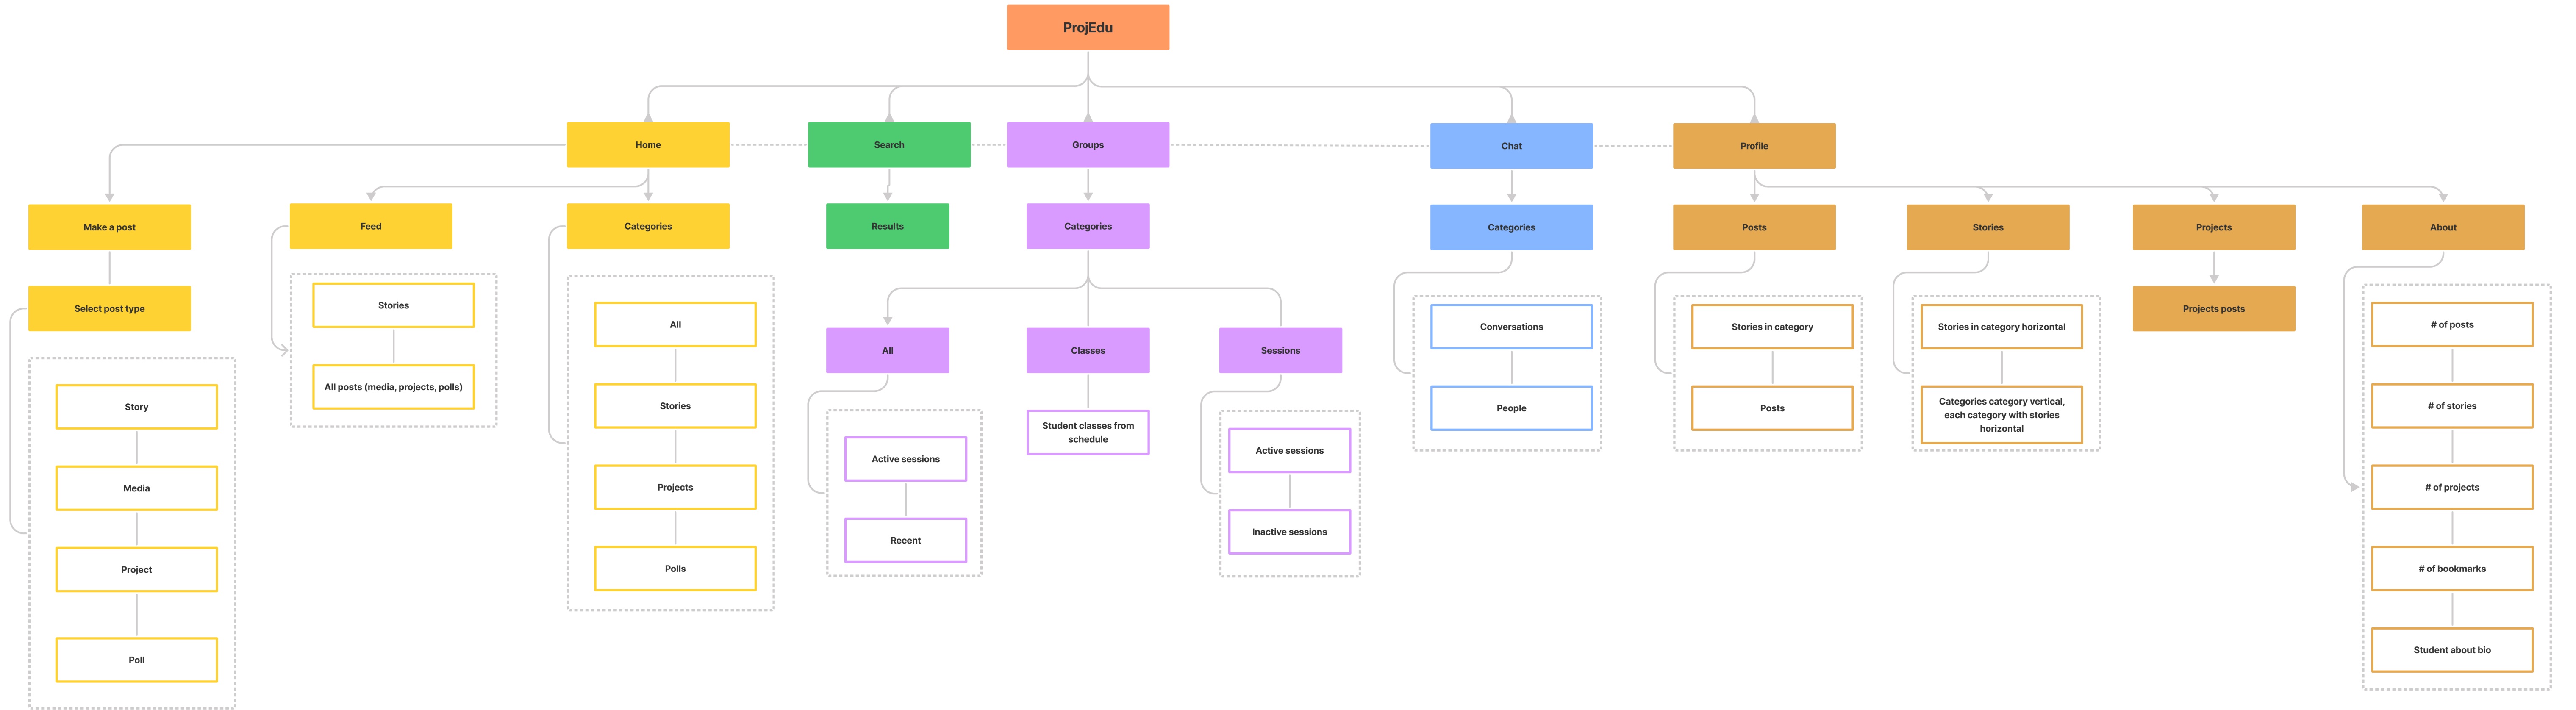 ProjEdu
Home
Search
Groups
Chat
Profile
Make a post
Feed
Categories
Results
Categories
Categories
Posts
Stories
Projects
About
Select post type
Story
Media
Project
Poll
Stories
All posts (media, projects, polls)
All
Stories
Projects
Polls
All
Classes
Sessions
Active sessions
Recent
Student classes from
schedule
Active sessions
Inactive sessions
Conversations
People
Stories in category
Posts
Stories in category horizontal
Categories category vertical,
each category with stories
horizontal
Projects posts
# of posts
# of stories
# of projects
# of bookmarks
Student about bio